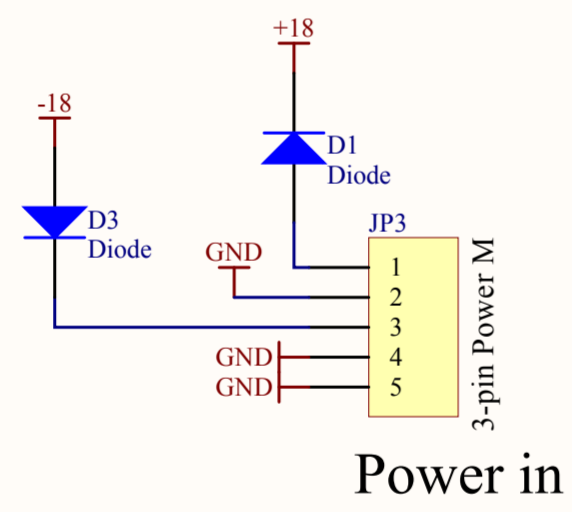 +18
-18
D1
Diode
D3
Diode
JP3
GND
1
2
3
GND
4
GND
5
3-pin Power M
Power in